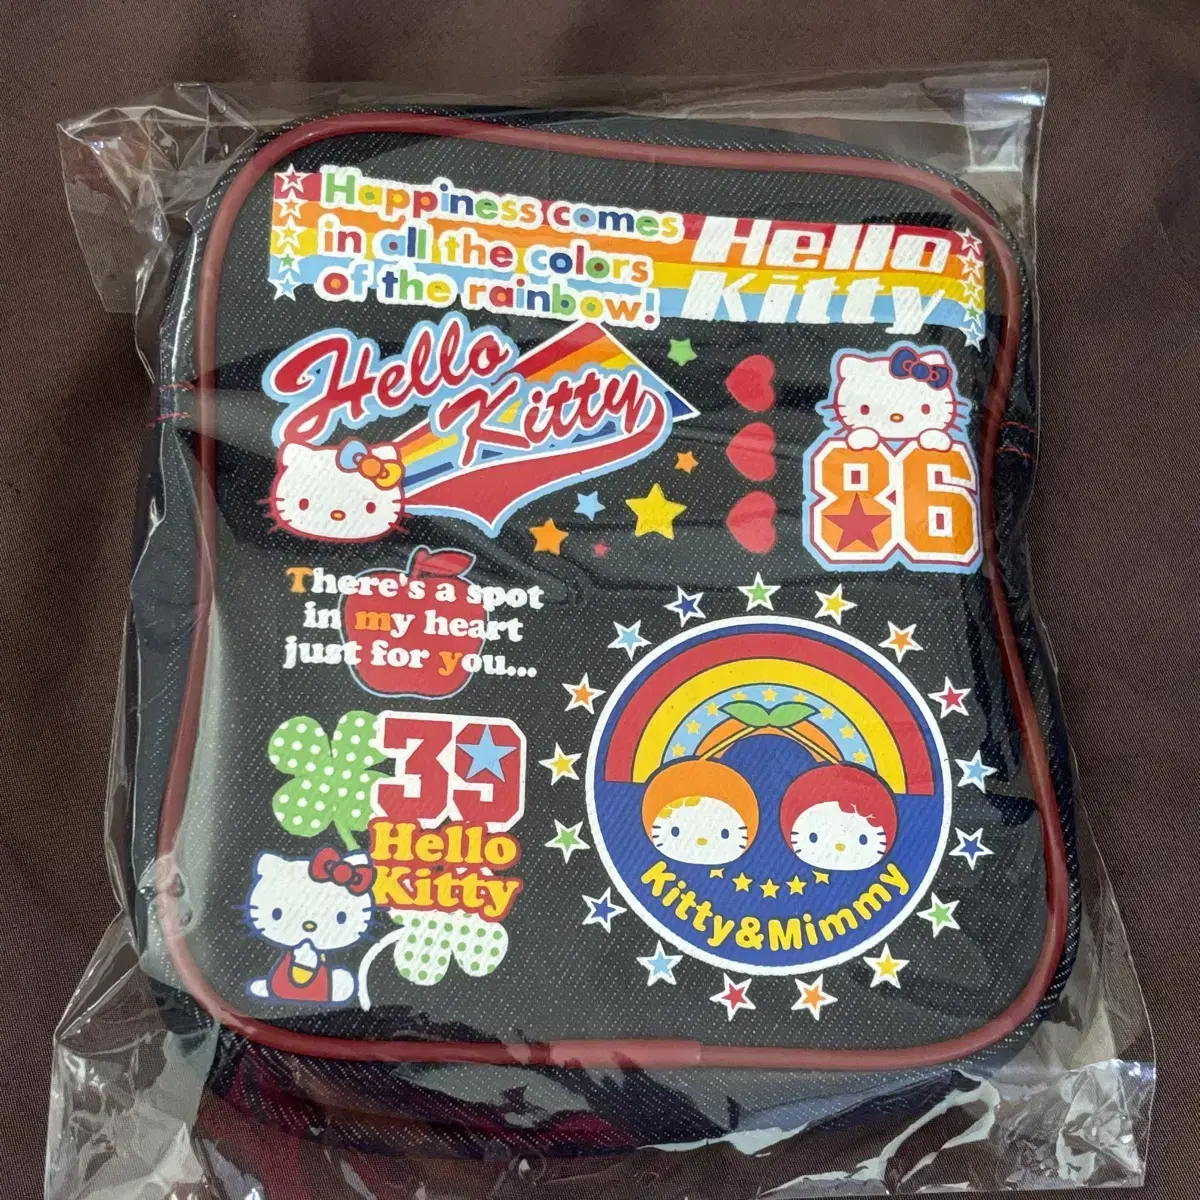 Happiness comes
in all the colors
of the rainbow!
Hello
Kitty
Hello
Kitty
86
There's a spot
in my heart
just for you...
39
Hello
Kitty
Kitty&Mimmy